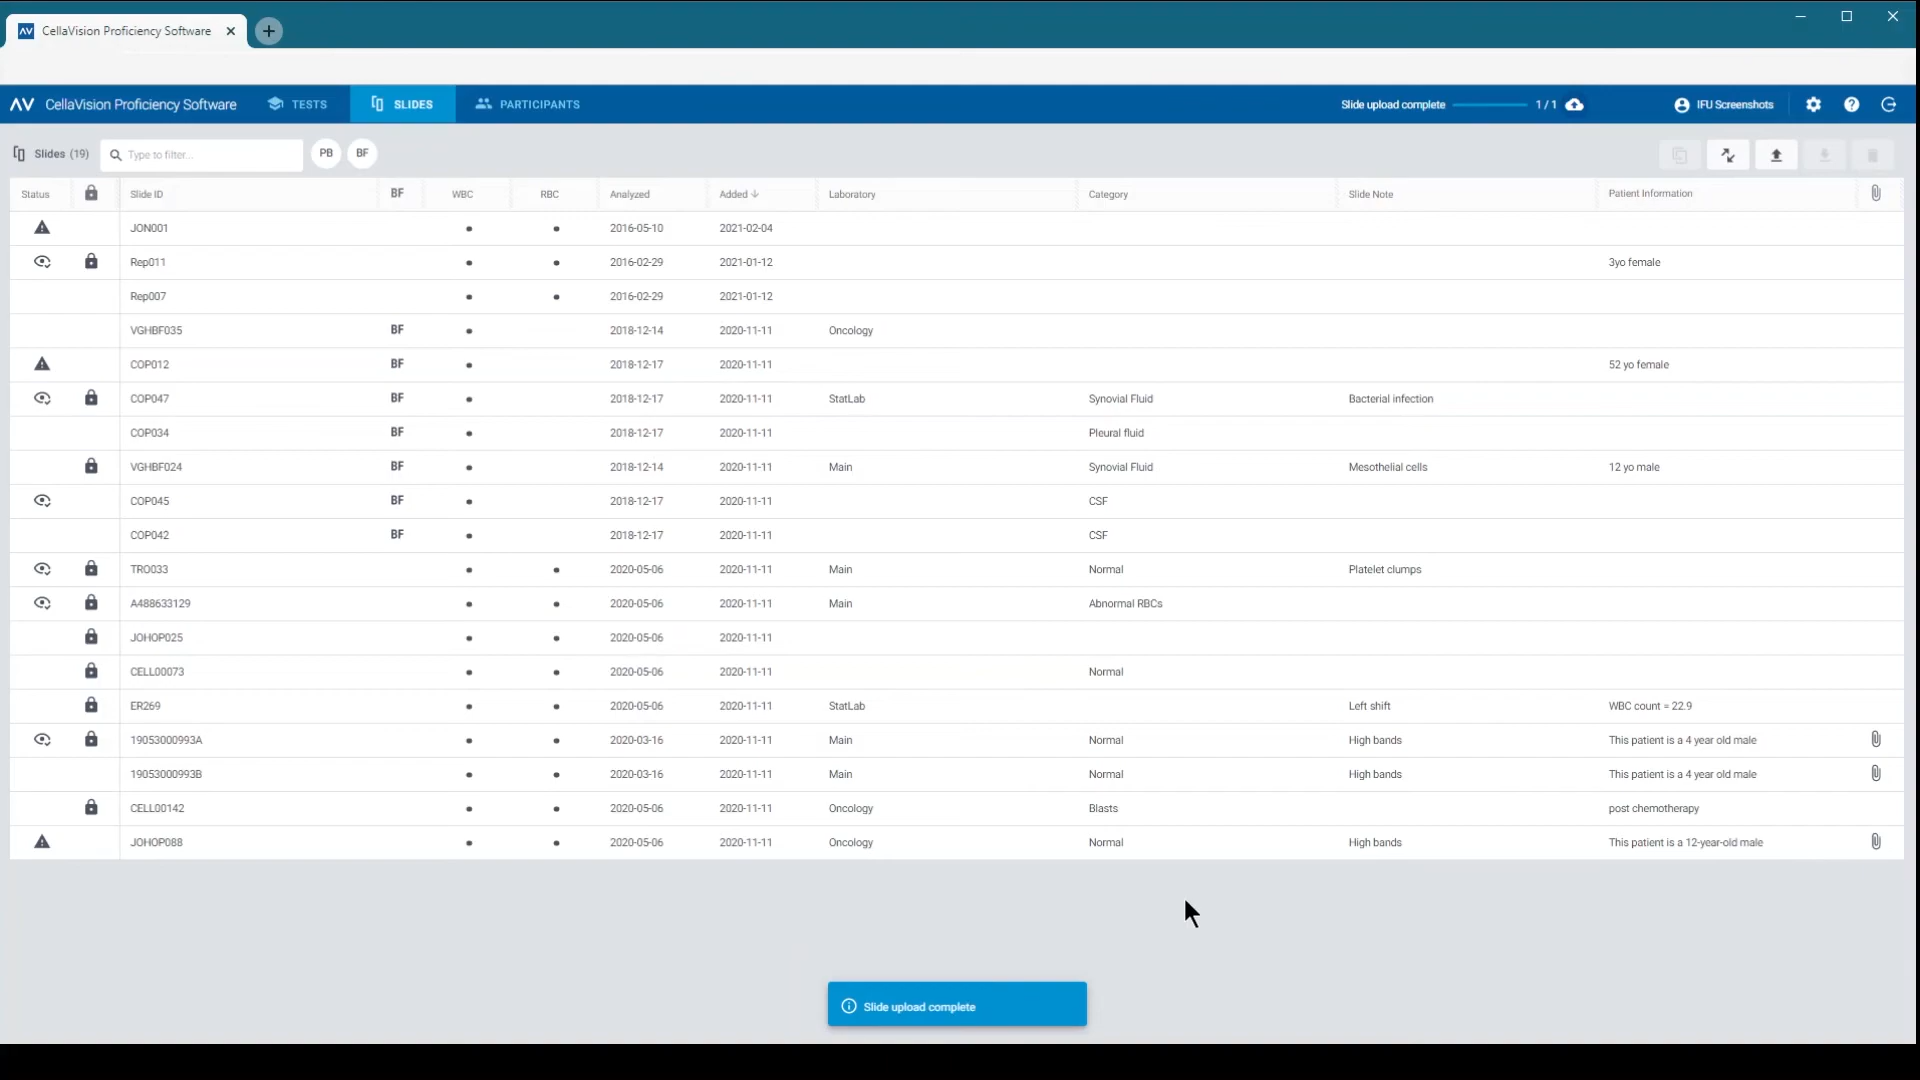 CellaVision Proficiency Software
CellaVision Proficiency Software TESTS SLIDES PARTICIPANTS Slide upload complete 1 / 1 IFU Screenshots
Slides (19) Type to filter... PB BF
Status Slide ID BF WBC RBC Analyzed Added Laboratory Category Slide Note Patient Information
JON001 2016-05-10 2021-02-04
Rep011 2016-02-29 2021-01-12 3yo female
Rep007 2016-02-29 2021-01-12
VGHBF035 BF 2018-12-14 2020-11-11 Oncology
COP012 BF 2018-12-17 2020-11-11 52 yo female
COP047 BF 2018-12-17 2020-11-11 StatLab Synovial Fluid Bacterial infection
COP034 BF 2018-12-17 2020-11-11 Pleural fluid
VGHBF024 BF 2018-12-14 2020-11-11 Main Synovial Fluid Mesothelial cells 12 yo male
COP045 BF 2018-12-17 2020-11-11 CSF
COP042 BF 2018-12-17 2020-11-11 CSF
TRO033 2020-05-06 2020-11-11 Main Normal Platelet clumps
A488633129 2020-05-06 2020-11-11 Main Abnormal RBCs
JOHOP025 2020-05-06 2020-11-11
CELL00073 2020-05-06 2020-11-11 Normal
ER269 2020-05-06 2020-11-11 StatLab Left shift WBC count = 22.9
19053000993A 2020-03-16 2020-11-11 Main Normal High bands This patient is a 4 year old male
19053000993B 2020-03-16 2020-11-11 Main Normal High bands This patient is a 4 year old male
CELL00142 2020-05-06 2020-11-11 Oncology Blasts post chemotherapy
JOHOP088 2020-05-06 2020-11-11 Oncology Normal High bands This patient is a 12-year-old male
Slide upload complete